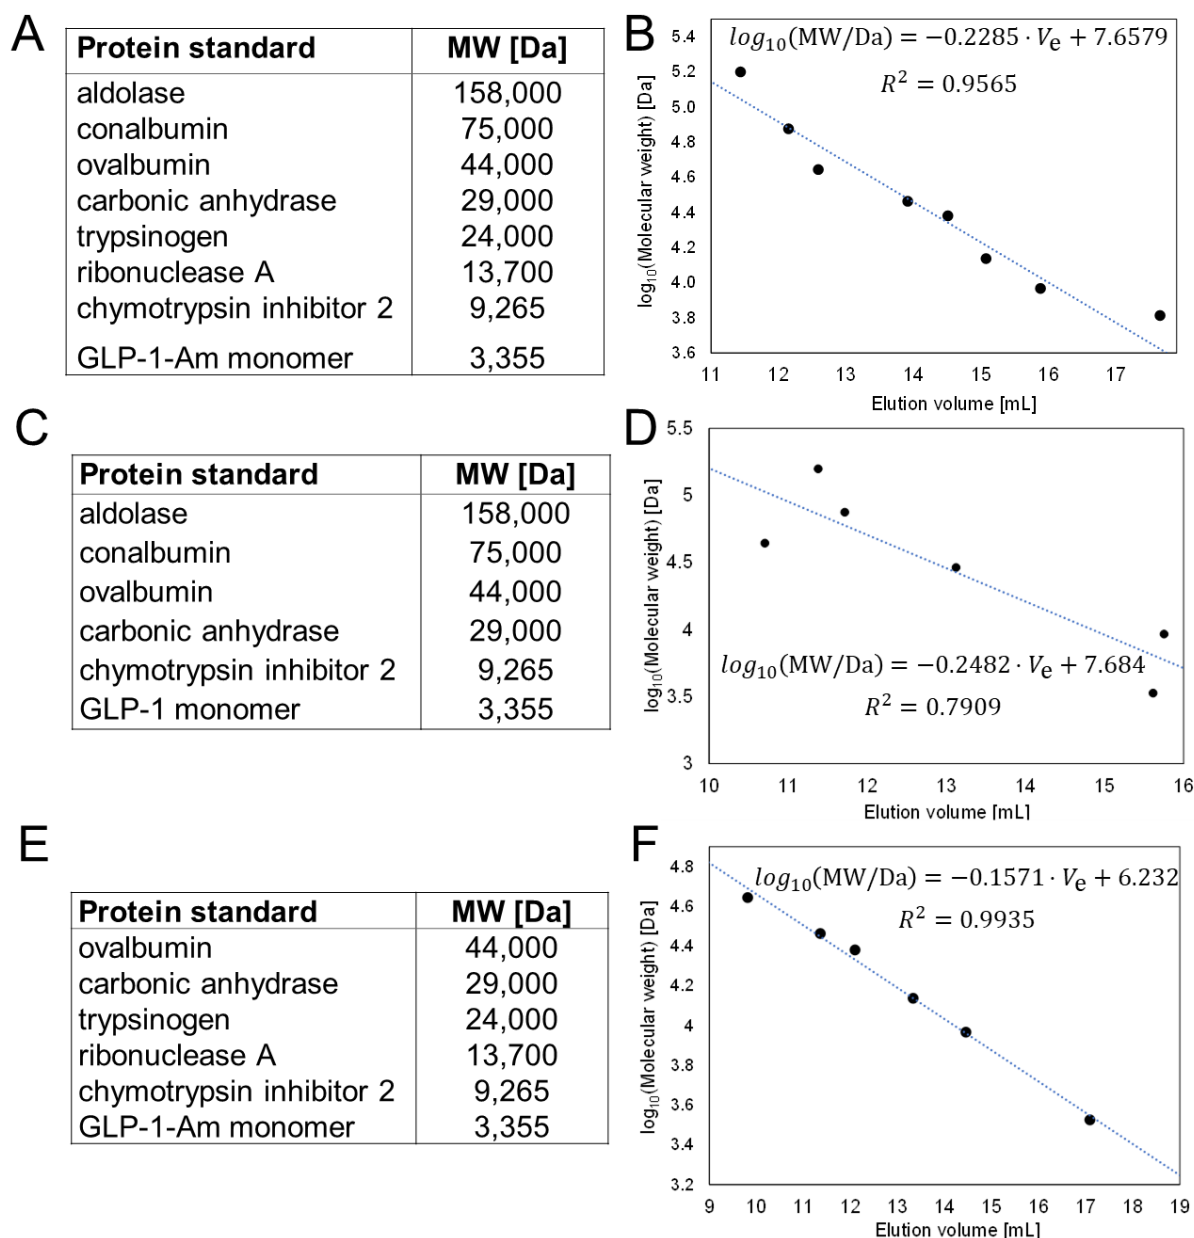 A
Protein standard MW [Da]
aldolase 158,000
conalbumin 75,000
ovalbumin 44,000
carbonic anhydrase 29,000
trypsinogen 24,000
ribonuclease A 13,700
chymotrypsin inhibitor 2 9,265
GLP-1-Am monomer 3,355
B
log₁₀(MW/Da) = −0.2285 · Vₑ + 7.6579
R² = 0.9565
log₁₀(Molecular weight) [Da]
5.4
5.2
5.0
4.8
4.6
4.4
4.2
4.0
3.8
3.6
11 12 13 14 15 16 17
Elution volume [mL]
C
Protein standard MW [Da]
aldolase 158,000
conalbumin 75,000
ovalbumin 44,000
carbonic anhydrase 29,000
chymotrypsin inhibitor 2 9,265
GLP-1 monomer 3,355
D
log₁₀(Molecular weight) [Da]
5.5
5
4.5
4
3.5
3
log₁₀(MW/Da) = −0.2482 · Vₑ + 7.684
R² = 0.7909
10 11 12 13 14 15 16
Elution volume [mL]
E
Protein standard MW [Da]
ovalbumin 44,000
carbonic anhydrase 29,000
trypsinogen 24,000
ribonuclease A 13,700
chymotrypsin inhibitor 2 9,265
GLP-1-Am monomer 3,355
F
log₁₀(MW/Da) = −0.1571 · Vₑ + 6.232
R² = 0.9935
log₁₀(Molecular weight) [Da]
4.8
4.6
4.4
4.2
4
3.8
3.6
3.4
3.2
9 10 11 12 13 14 15 16 17 18 19
Elution volume [mL]